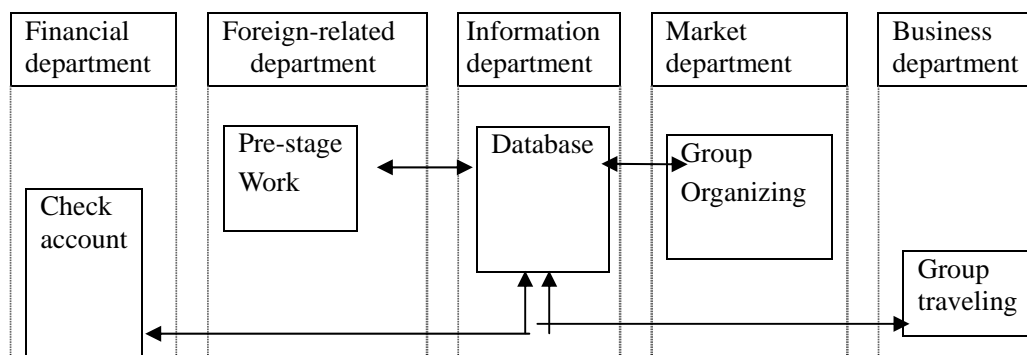 Financial
department
Foreign-related
department
Information
department
Market
department
Business
department
Pre-stage
Work
Database
Group
Organizing
Check
account
Group
traveling